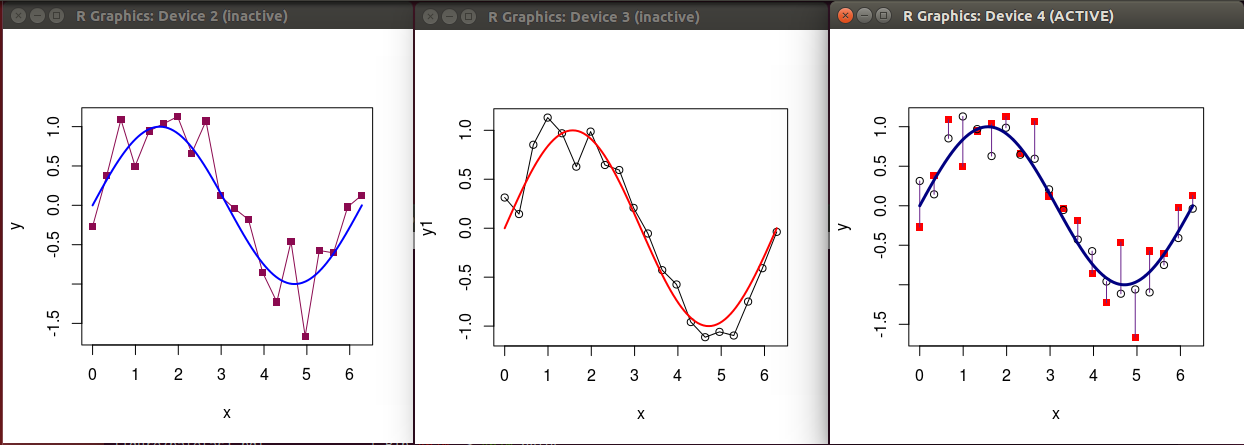 R Graphics: Device 2 (inactive)
y
1.0
0.5
0.0
-0.5
-1.5
0 1 2 3 4 5 6
x
R Graphics: Device 3 (inactive)
y1
1.0
0.5
0.0
-0.5
-1.0
0 1 2 3 4 5 6
x
R Graphics: Device 4 (ACTIVE)
y
1.0
0.5
0.0
-0.5
-1.5
0 1 2 3 4 5 6
x